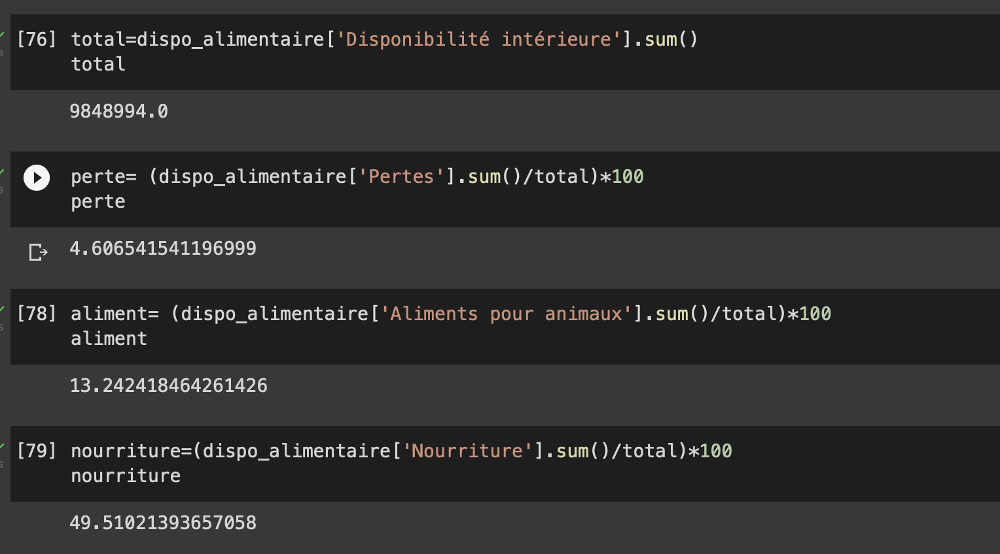 [76] total=dispo_alimentaire['Disponibilité intérieure'].sum()
total
9848994.0
perte= (dispo_alimentaire['Pertes'].sum()/total)*100
perte
4.606541541196999
[78] aliment= (dispo_alimentaire['Aliments pour animaux'].sum()/total)*100
aliment
13.242418464261426
[79] nourriture=(dispo_alimentaire['Nourriture'].sum()/total)*100
nourriture
49.51021393657058